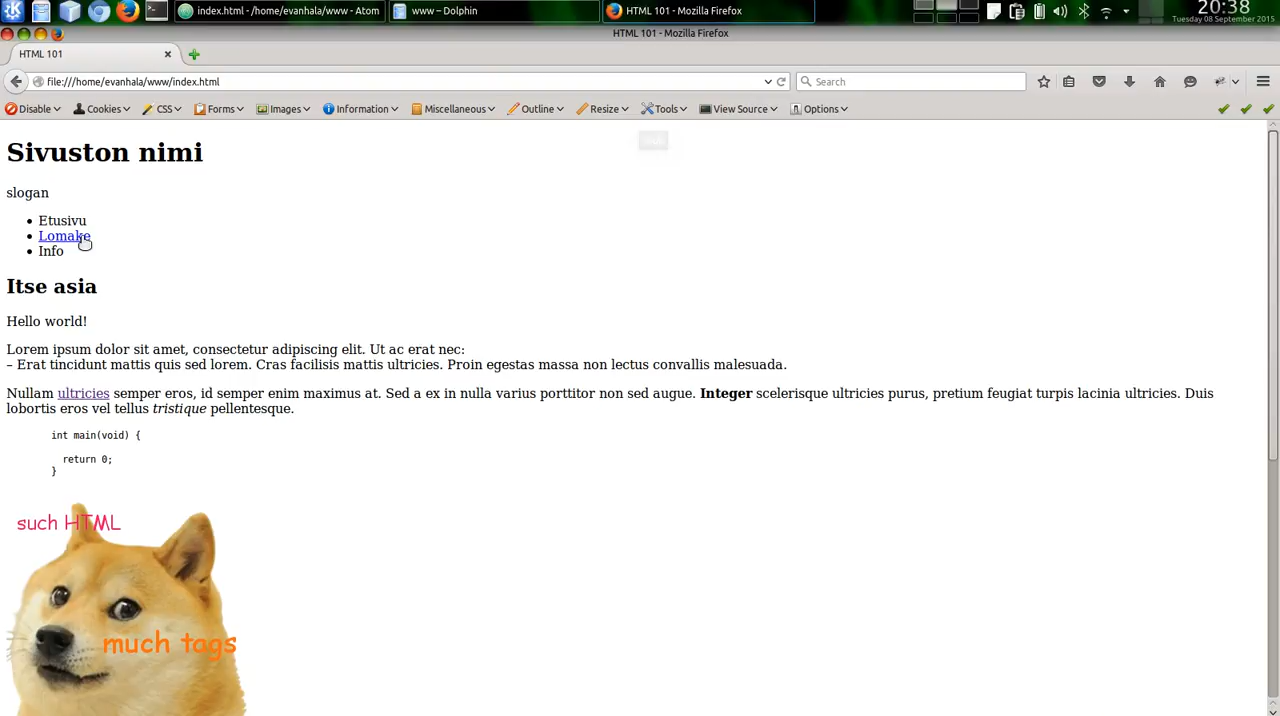 index.html - /home/evanhala/www - Atom
www – Dolphin
HTML 101 - Mozilla Firefox
20:38
Tuesday 08 September 2015
HTML 101 - Mozilla Firefox
HTML 101
file:///home/evanhala/www/index.html
Search
Disable Cookies CSS Forms Images Information Miscellaneous Outline Resize Tools View Source Options
Sivuston nimi
slogan
• Etusivu
• Lomake
• Info
Itse asia
Hello world!
Lorem ipsum dolor sit amet, consectetur adipiscing elit. Ut ac erat nec:
– Erat tincidunt mattis quis sed lorem. Cras facilisis mattis ultricies. Proin egestas massa non lectus convallis malesuada.
Nullam ultricies semper eros, id semper enim maximus at. Sed a ex in nulla varius porttitor non sed augue. Integer scelerisque ultricies purus, pretium feugiat turpis lacinia ultricies. Duis
lobortis eros vel tellus tristique pellentesque.
int main(void) {
return 0;
}
such HTML
much tags